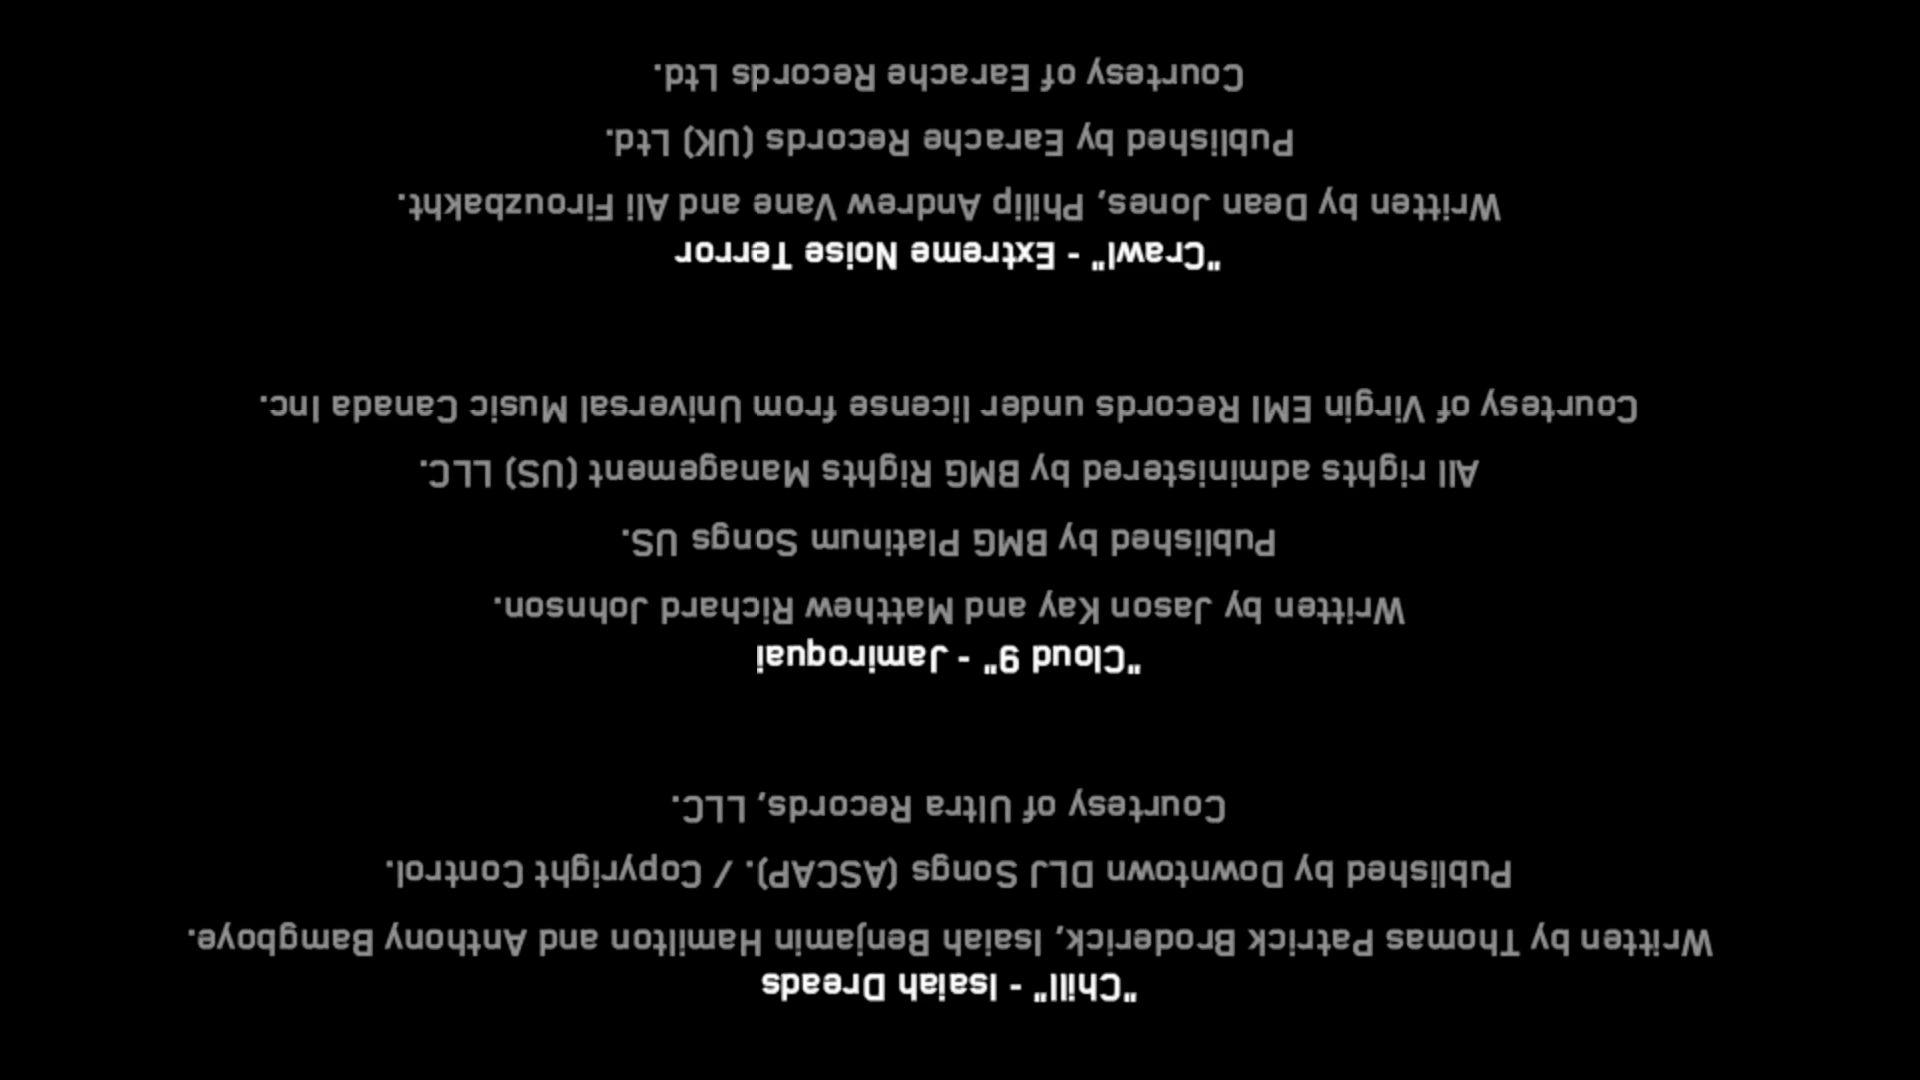 "Chill" - Isaiah Dreads
Written by Thomas Patrick Broderick, Isaiah Benjamin Hamilton and Anthony Bamgboye.
Published by Downtown DLJ Songs (ASCAP). / Copyright Control.
Courtesy of Ultra Records, LLC.
"Cloud 9" - Jamiroquai
Written by Jason Kay and Matthew Richard Johnson.
Published by BMG Platinum Songs US.
All rights administered by BMG Rights Management (US) LLC.
Courtesy of Virgin EMI Records under license from Universal Music Canada Inc.
"Crawl" - Extreme Noise Terror
Written by Dean Jones, Philip Andrew Vane and Ali Firouzbakht.
Published by Earache Records (UK) Ltd.
Courtesy of Earache Records Ltd.